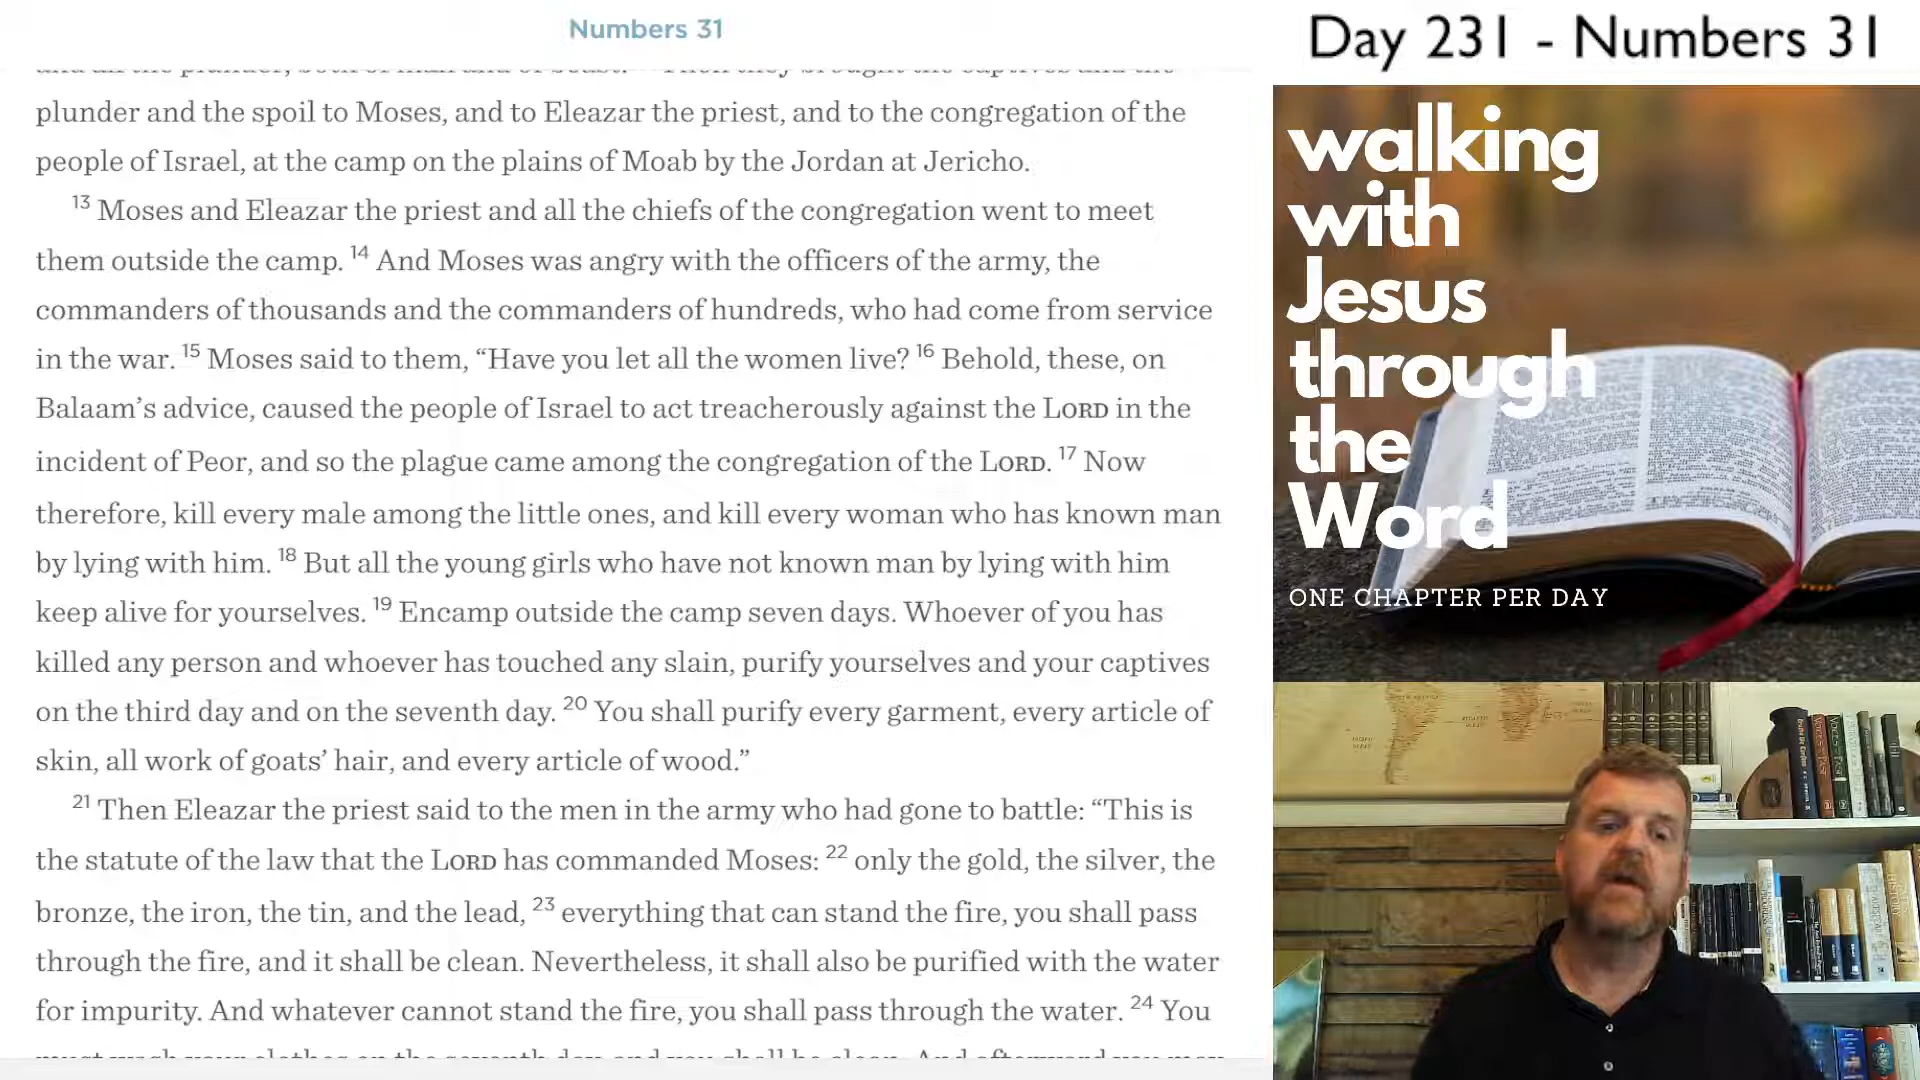 Numbers 31
plunder and the spoil to Moses, and to Eleazar the priest, and to the congregation of the
people of Israel, at the camp on the plains of Moab by the Jordan at Jericho.
13 Moses and Eleazar the priest and all the chiefs of the congregation went to meet
them outside the camp. 14 And Moses was angry with the officers of the army, the
commanders of thousands and the commanders of hundreds, who had come from service
in the war. 15 Moses said to them, “Have you let all the women live? 16 Behold, these, on
Balaam’s advice, caused the people of Israel to act treacherously against the LORD in the
incident of Peor, and so the plague came among the congregation of the LORD. 17 Now
therefore, kill every male among the little ones, and kill every woman who has known man
by lying with him. 18 But all the young girls who have not known man by lying with him
keep alive for yourselves. 19 Encamp outside the camp seven days. Whoever of you has
killed any person and whoever has touched any slain, purify yourselves and your captives
on the third day and on the seventh day. 20 You shall purify every garment, every article of
skin, all work of goats’ hair, and every article of wood.”
21 Then Eleazar the priest said to the men in the army who had gone to battle: “This is
the statute of the law that the LORD has commanded Moses: 22 only the gold, the silver, the
bronze, the iron, the tin, and the lead, 23 everything that can stand the fire, you shall pass
through the fire, and it shall be clean. Nevertheless, it shall also be purified with the water
for impurity. And whatever cannot stand the fire, you shall pass through the water. 24 You
Day 231 - Numbers 31
walking
with
Jesus
through
the
Word
ONE CHAPTER PER DAY